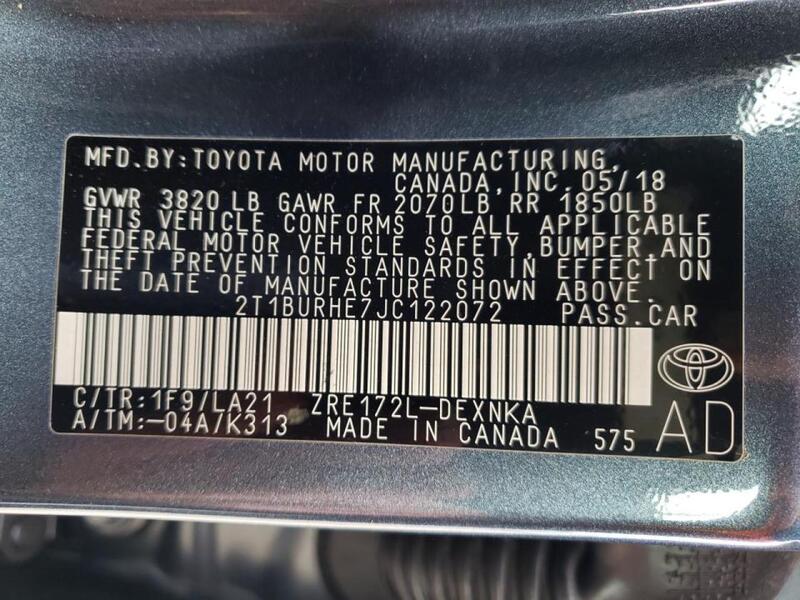 MFD.BY:TOYOTA MOTOR MANUFACTURING,
CANADA,INC.05/18
GVWR 3820 LB GAWR FR 2070LB RR 1850LB
THIS VEHICLE CONFORMS TO ALL APPLICABLE
FEDERAL MOTOR VEHICLE SAFETY,BUMPER,AND
THEFT PREVENTION STANDARDS IN EFFECT ON
THE DATE OF MANUFACTURE SHOWN ABOVE.
2T1BURHE7JC122072 PASS.CAR
C/TR:1F9/LA21 ZRE172L-DEXNKA
A/TM:-04A/K313 MADE IN CANADA 575 AD